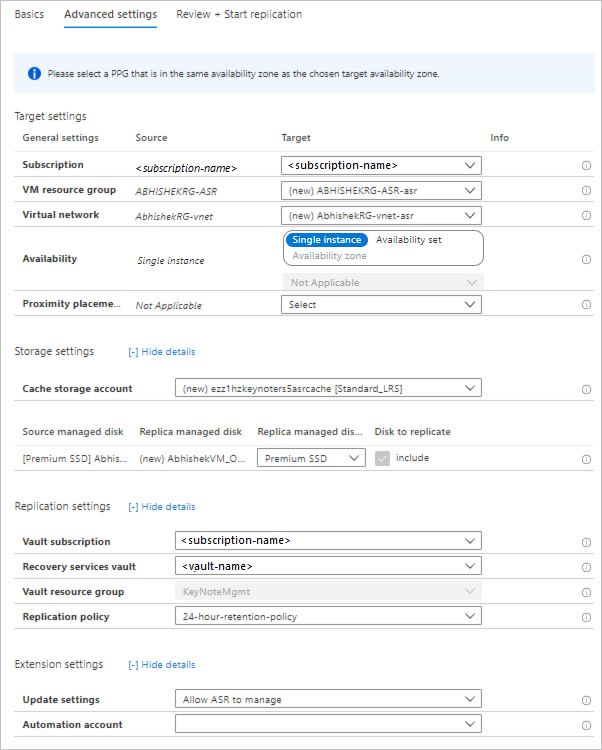 Basics Advanced settings Review + Start replication
Please select a PPG that is in the same availability zone as the chosen target availability zone.
Target settings
General settings Source Target Info
Subscription <subscription-name> <subscription-name>
VM resource group ABHISHEKRG-ASR (new) ABHISHEKRG-ASR-asr
Virtual network AbhishekRG-vnet (new) AbhishekRG-vnet-asr
Availability Single instance Single instance Availability set
Availability zone
Not Applicable
Proximity placeme... Not Applicable Select
Storage settings [-] Hide details
Cache storage account (new) ezz1hzkeynoters5asrcache [Standard_LRS]
Source managed disk Replica managed disk Replica managed dis... Disk to replicate
[Premium SSD] Abhis... (new) AbhishekVM_O... Premium SSD include
Replication settings [-] Hide details
Vault subscription <subscription-name>
Recovery services vault <vault-name>
Vault resource group KeyNoteMgmt
Replication policy 24-hour-retention-policy
Extension settings [-] Hide details
Update settings Allow ASR to manage
Automation account